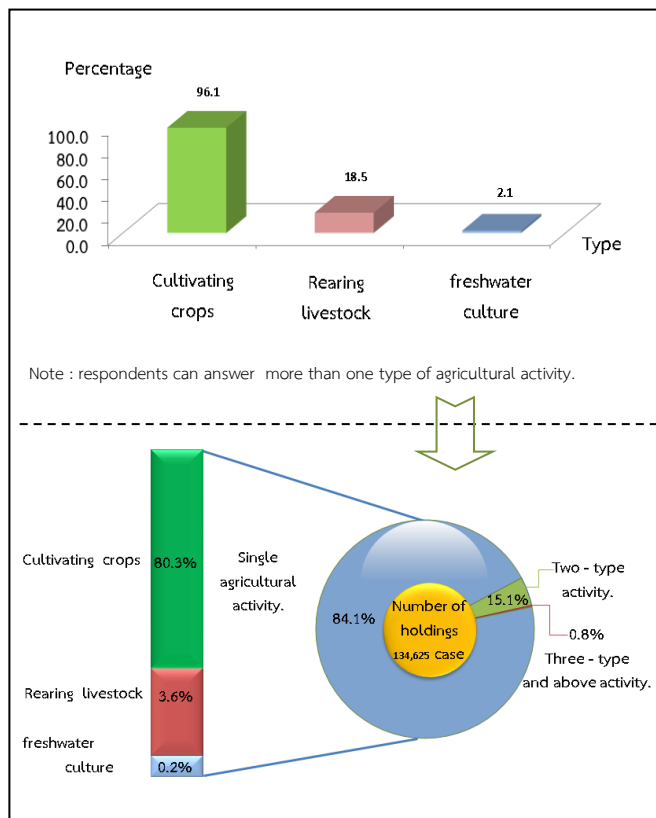 Percentage
96.1
100.0
80.0
60.0
40.0
20.0
0.0
18.5
2.1
Type
Cultivating
crops
Rearing
livestock
freshwater
culture
Note : respondents can answer more than one type of agricultural activity.
Cultivating crops
80.3%
Rearing livestock
3.6%
freshwater
culture
0.2%
Single
agricultural
activity.
84.1%
Number of
holdings
134,625 case
15.1%
Two - type
activity.
0.8%
Three - type
and above activity.